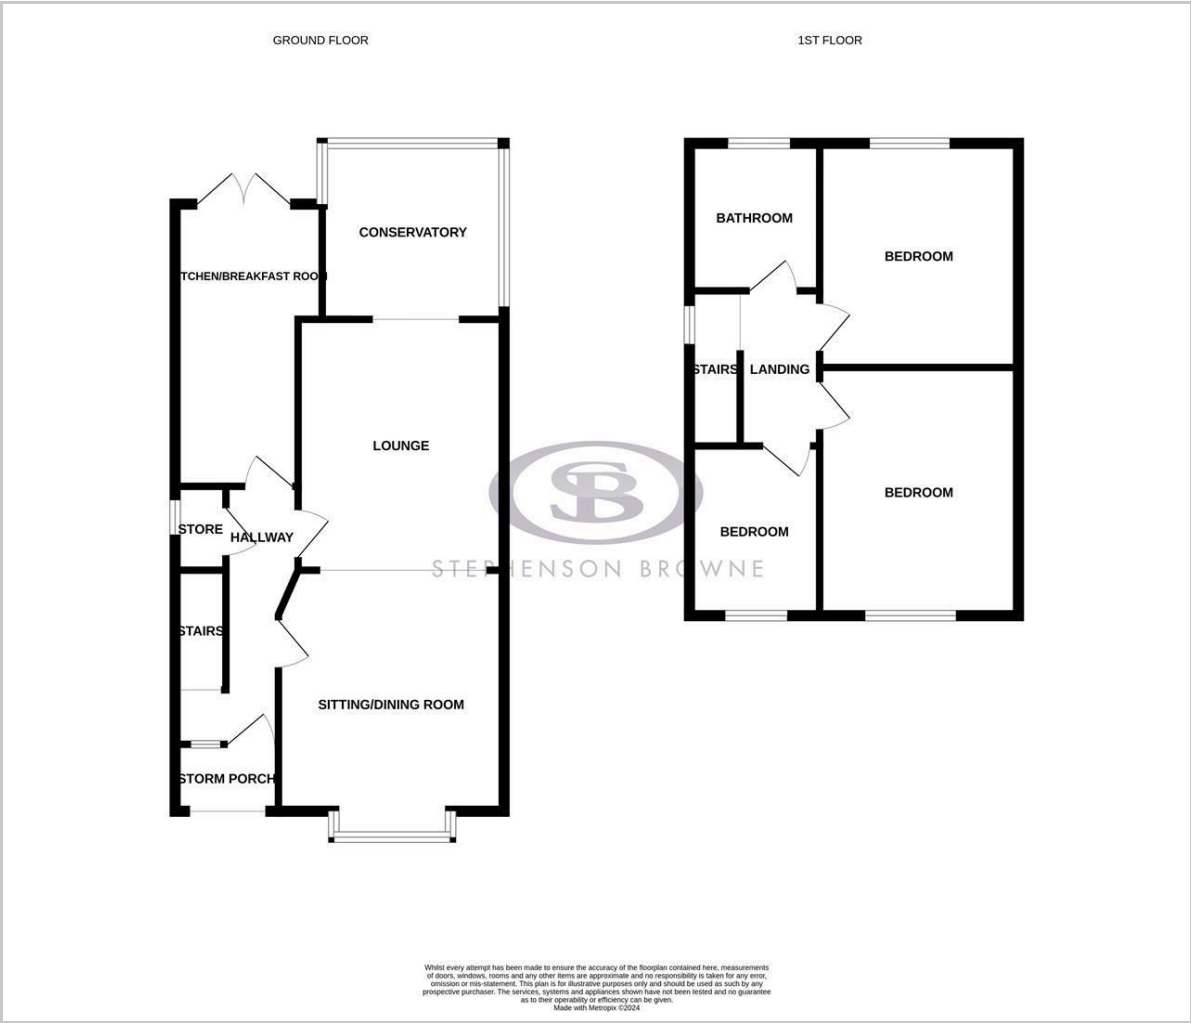 GROUND FLOOR
1ST FLOOR
CONSERVATORY
TCHEN/BREAKFAST ROO
LOUNGE
STORE
HALLWAY
STAIRS
SITTING/DINING ROOM
STORM PORCH
BATHROOM
BEDROOM
STAIRS
LANDING
BEDROOM
BEDROOM
SB
STEPHENSON BROWNE
Whilst every attempt has been made to ensure the accuracy of the floorplan contained here, measurements
of doors, windows, rooms and any other items are approximate and no responsibility is taken for any error,
omission or mis-statement. This plan is for illustrative purposes only and should be used as such by any
prospective purchaser. The services, systems and appliances shown have not been tested and no guarantee
as to their operability or efficiency can be given.
Made with Metropix ©2024